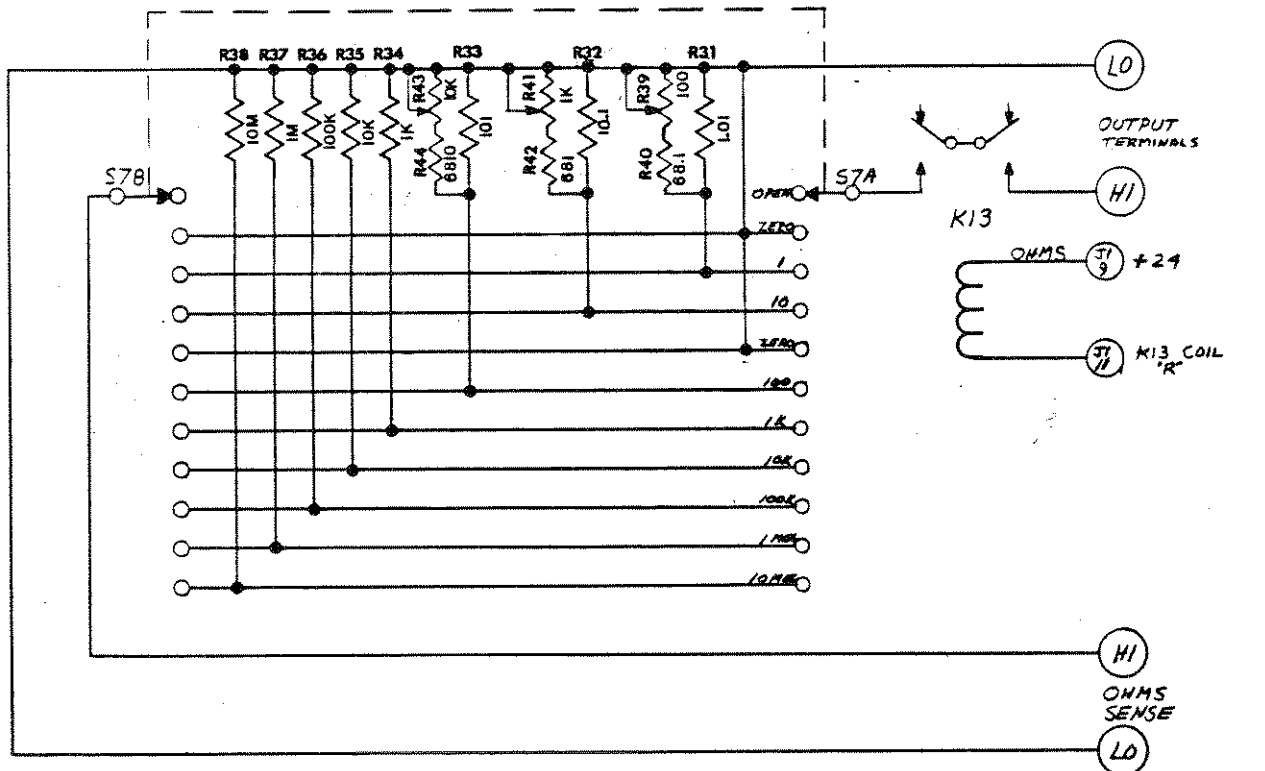 R38 R37 R36 R35 R34 R33 R32 R31
10M
1M
100K
10K
1K
R43
10K
R44
6810
101
R41
1K
R42
681
10.1
R39
100
R40
68.1
1.01
LO
OUTPUT
TERMINALS
HI
S7B
OPEN
S7A
K13
ZERO
1
10
ZERO
100
1K
10K
100K
1 MEG
10 MEG
OHMS
J1
9
+24
J1
11
K13 COIL
"R"
HI
OHMS
SENSE
LO